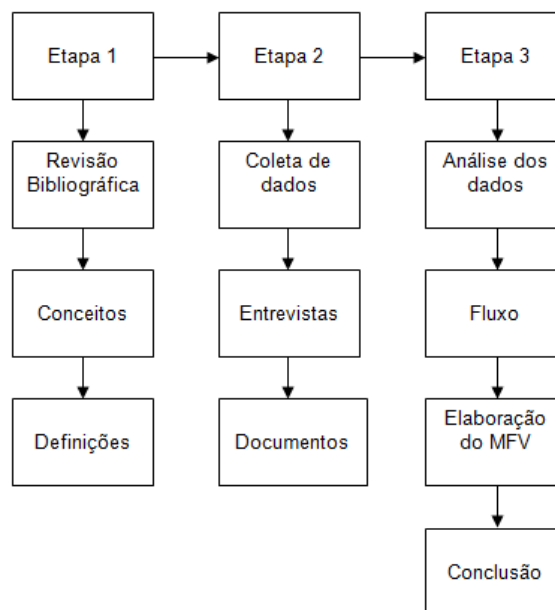 Etapa 1
Etapa 2
Etapa 3
Revisão
Bibliográfica
Coleta de
dados
Análise dos
dados
Conceitos
Entrevistas
Fluxo
Definições
Documentos
Elaboração
do MFV
Conclusão